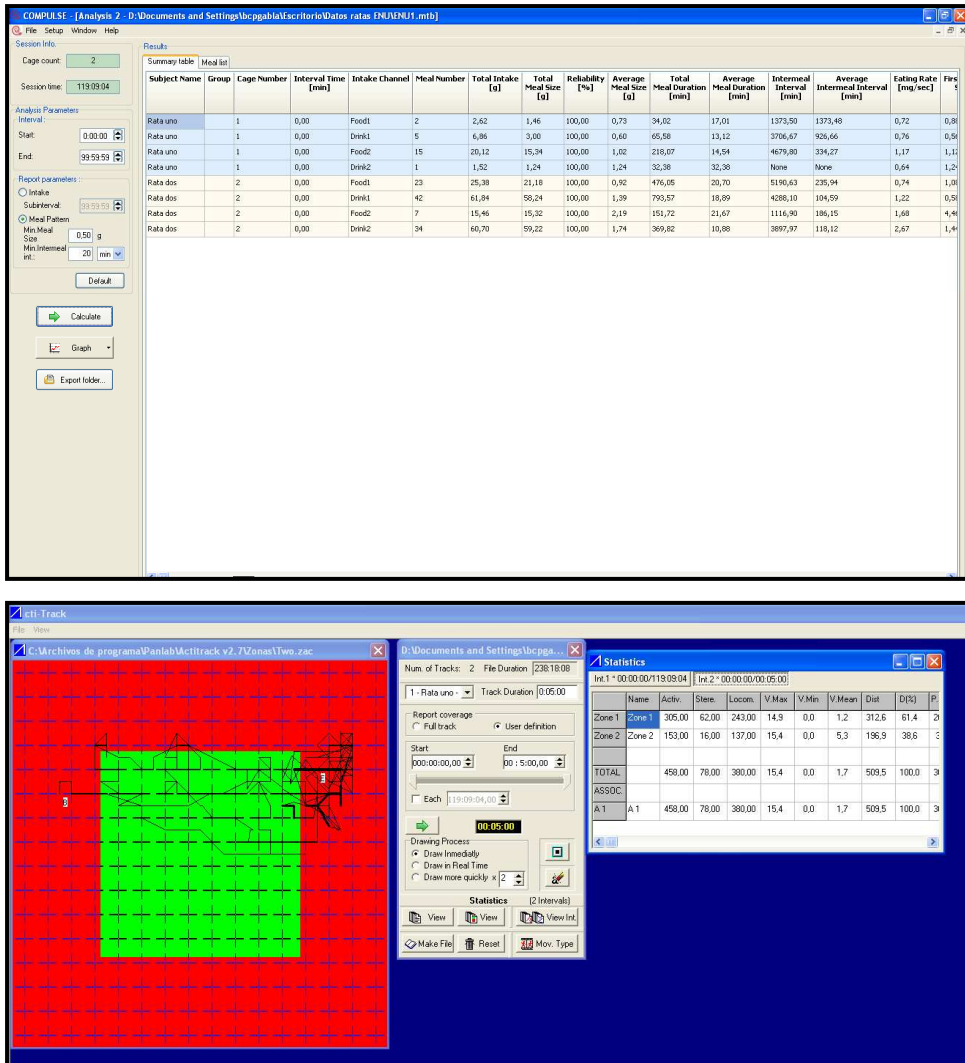 COMPULSE - [Analysis 2 - D:\Documents and Settings\bcpgabla\Escritorio\Datos ratas ENU\ENU1.mtb]
File Setup Window Help
Session Info.
Cage count: 2
Session time: 119:09:04
Analysis Parameters
Interval:
Start: 0:00:00
End: 99:59:59
Report parameters :
Intake
Subinterval: 99:59:59
Meal Pattern
Min.Meal Size 0,50 g
Min.Intermeal int.: 20 min
Default
Calculate
Graph
Export folder...
Results
Summary table Meal list
Subject Name Group Cage Number Interval Time [min] Intake Channel Meal Number Total Intake [g] Total Meal Size [g] Reliability [%] Average Meal Size [g] Total Meal Duration [min] Average Meal Duration [min] Intermeal Interval [min] Average Intermeal Interval [min] Eating Rate [mg/sec] Firs
Rata uno 1 0,00 Food1 2 2,62 1,46 100,00 0,73 34,02 17,01 1373,50 1373,48 0,72
Rata uno 1 0,00 Drink1 5 6,86 3,00 100,00 0,60 65,58 13,12 3706,67 926,66 0,76
Rata uno 1 0,00 Food2 15 20,12 15,34 100,00 1,02 218,07 14,54 4679,80 334,27 1,17
Rata uno 1 0,00 Drink2 1 1,52 1,24 100,00 1,24 32,38 32,38 None None 0,64
Rata dos 2 0,00 Food1 23 25,38 21,18 100,00 0,92 476,05 20,70 5190,63 235,94 0,74
Rata dos 2 0,00 Drink1 42 61,84 58,24 100,00 1,39 793,57 18,89 4288,10 104,59 1,22
Rata dos 2 0,00 Food2 7 15,46 15,32 100,00 2,19 151,72 21,67 1116,90 186,15 1,68
Rata dos 2 0,00 Drink2 34 60,70 59,22 100,00 1,74 369,82 10,88 3897,97 118,12 2,67
cti-Track
File View
C:\Archivos de programa\Panlab\Actitrack v2.7\Zonas\Two.zac
B
E
D:\Documents and Settings\bcpga...
Num. of Tracks: 2 File Duration 238:18:08
1 - Rata uno - Track Duration 0:05:00
Report coverage
Full track User definition
Start End
000:00:00,00 00 : 5:00,00
Each 119:09:04,00
00:05:00
Drawing Process
Draw Inmediatly
Draw in Real Time
Draw more quickly x 2
Statistics (2 Intervals)
View View View Int.
Make File Reset Mov. Type
Statistics
Int.1 * 00:00:00/119:09:04 Int.2 * 00:00:00/00:05:00
Name Activ. Stere. Locom. V.Max V.Min V.Mean Dist D(%) P.
Zone 1 Zone 1 305,00 62,00 243,00 14,9 0,0 1,2 312,6 61,4
Zone 2 Zone 2 153,00 16,00 137,00 15,4 0,0 5,3 196,9 38,6
TOTAL 458,00 78,00 380,00 15,4 0,0 1,7 509,5 100,0
ASSOC.
A 1 A 1 458,00 78,00 380,00 15,4 0,0 1,7 509,5 100,0